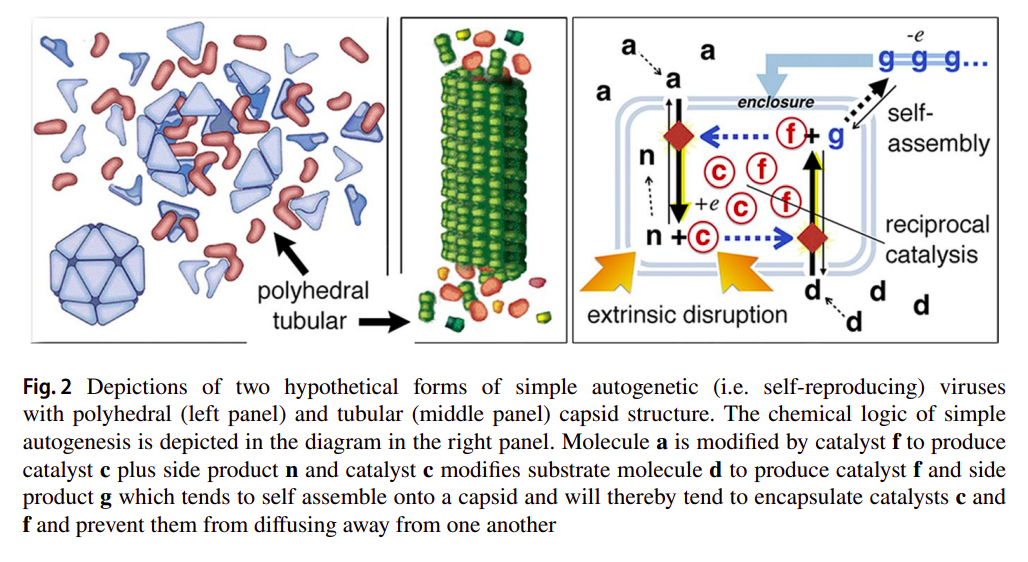 polyhedral
tubular
a
a
a
a
n
n + c
+e
c
c
f
f
f + g
enclosure
-e
g g g...
self-
assembly
reciprocal
catalysis
d
d
d
d
extrinsic disruption
Fig. 2 Depictions of two hypothetical forms of simple autogenetic (i.e. self-reproducing) viruses
with polyhedral (left panel) and tubular (middle panel) capsid structure. The chemical logic of simple
autogenesis is depicted in the diagram in the right panel. Molecule a is modified by catalyst f to produce
catalyst c plus side product n and catalyst c modifies substrate molecule d to produce catalyst f and side
product g which tends to self assemble onto a capsid and will thereby tend to encapsulate catalysts c and
f and prevent them from diffusing away from one another